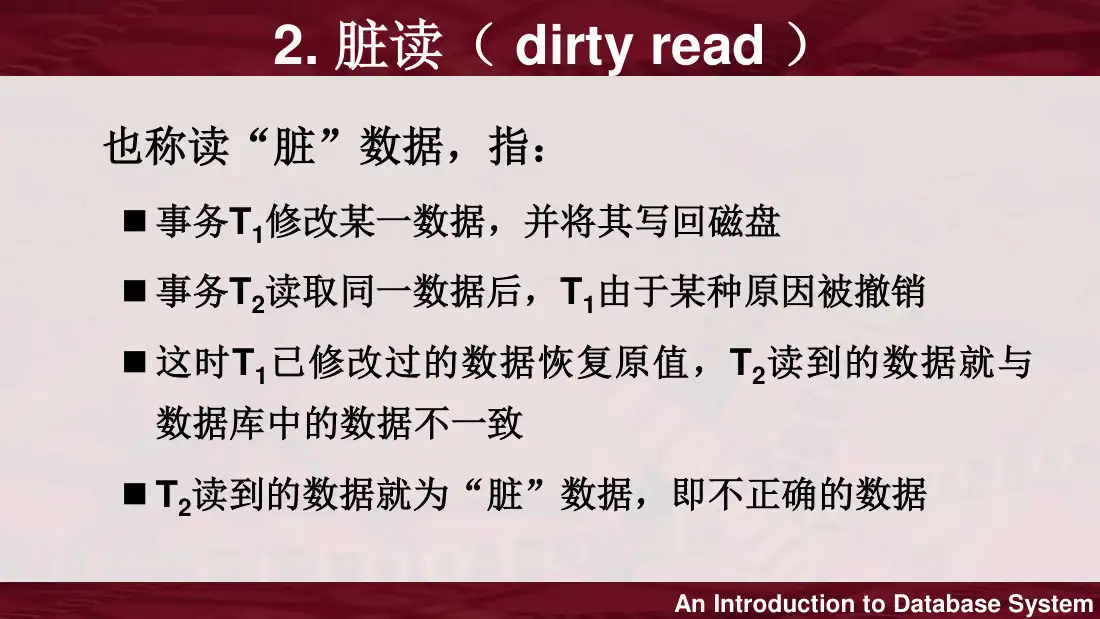 2. 脏读（ dirty read ）
也称读“脏”数据，指：
■ 事务T₁修改某一数据，并将其写回磁盘
■ 事务T₂读取同一数据后，T₁由于某种原因被撤销
■ 这时T₁已修改过的数据恢复原值，T₂读到的数据就与
数据库中的数据不一致
■ T₂读到的数据就为“脏”数据，即不正确的数据
An Introduction to Database System